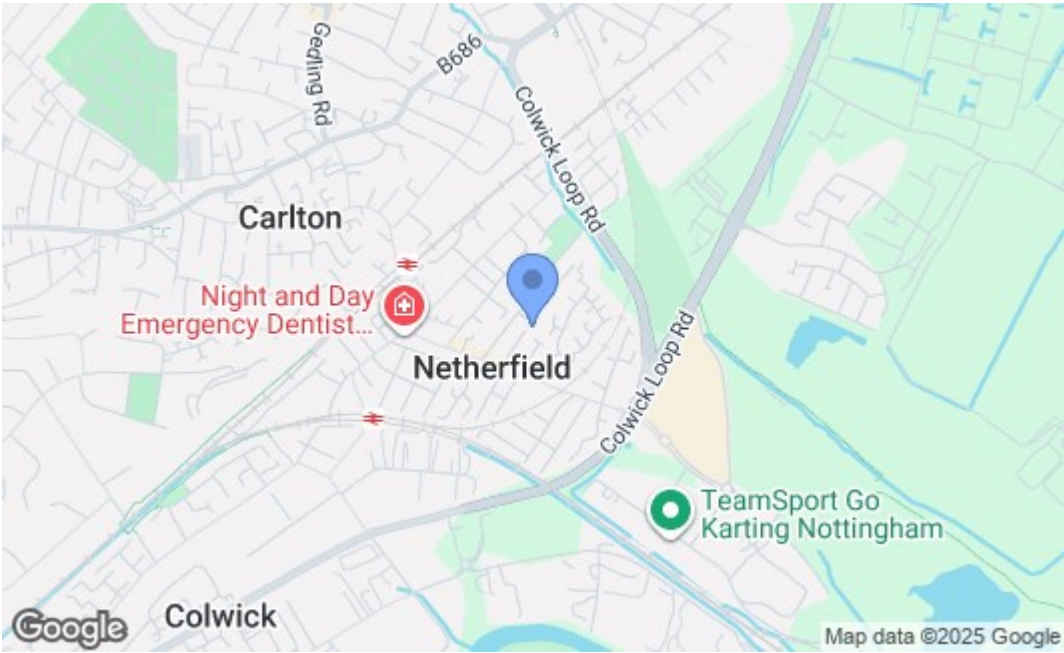 Gedling Rd
B686
Colwick Loop Rd
Carlton
Night and Day
Emergency Dentist...
Netherfield
Colwick Loop Rd
TeamSport Go
Karting Nottingham
Colwick
Google
Map data ©2025 Google